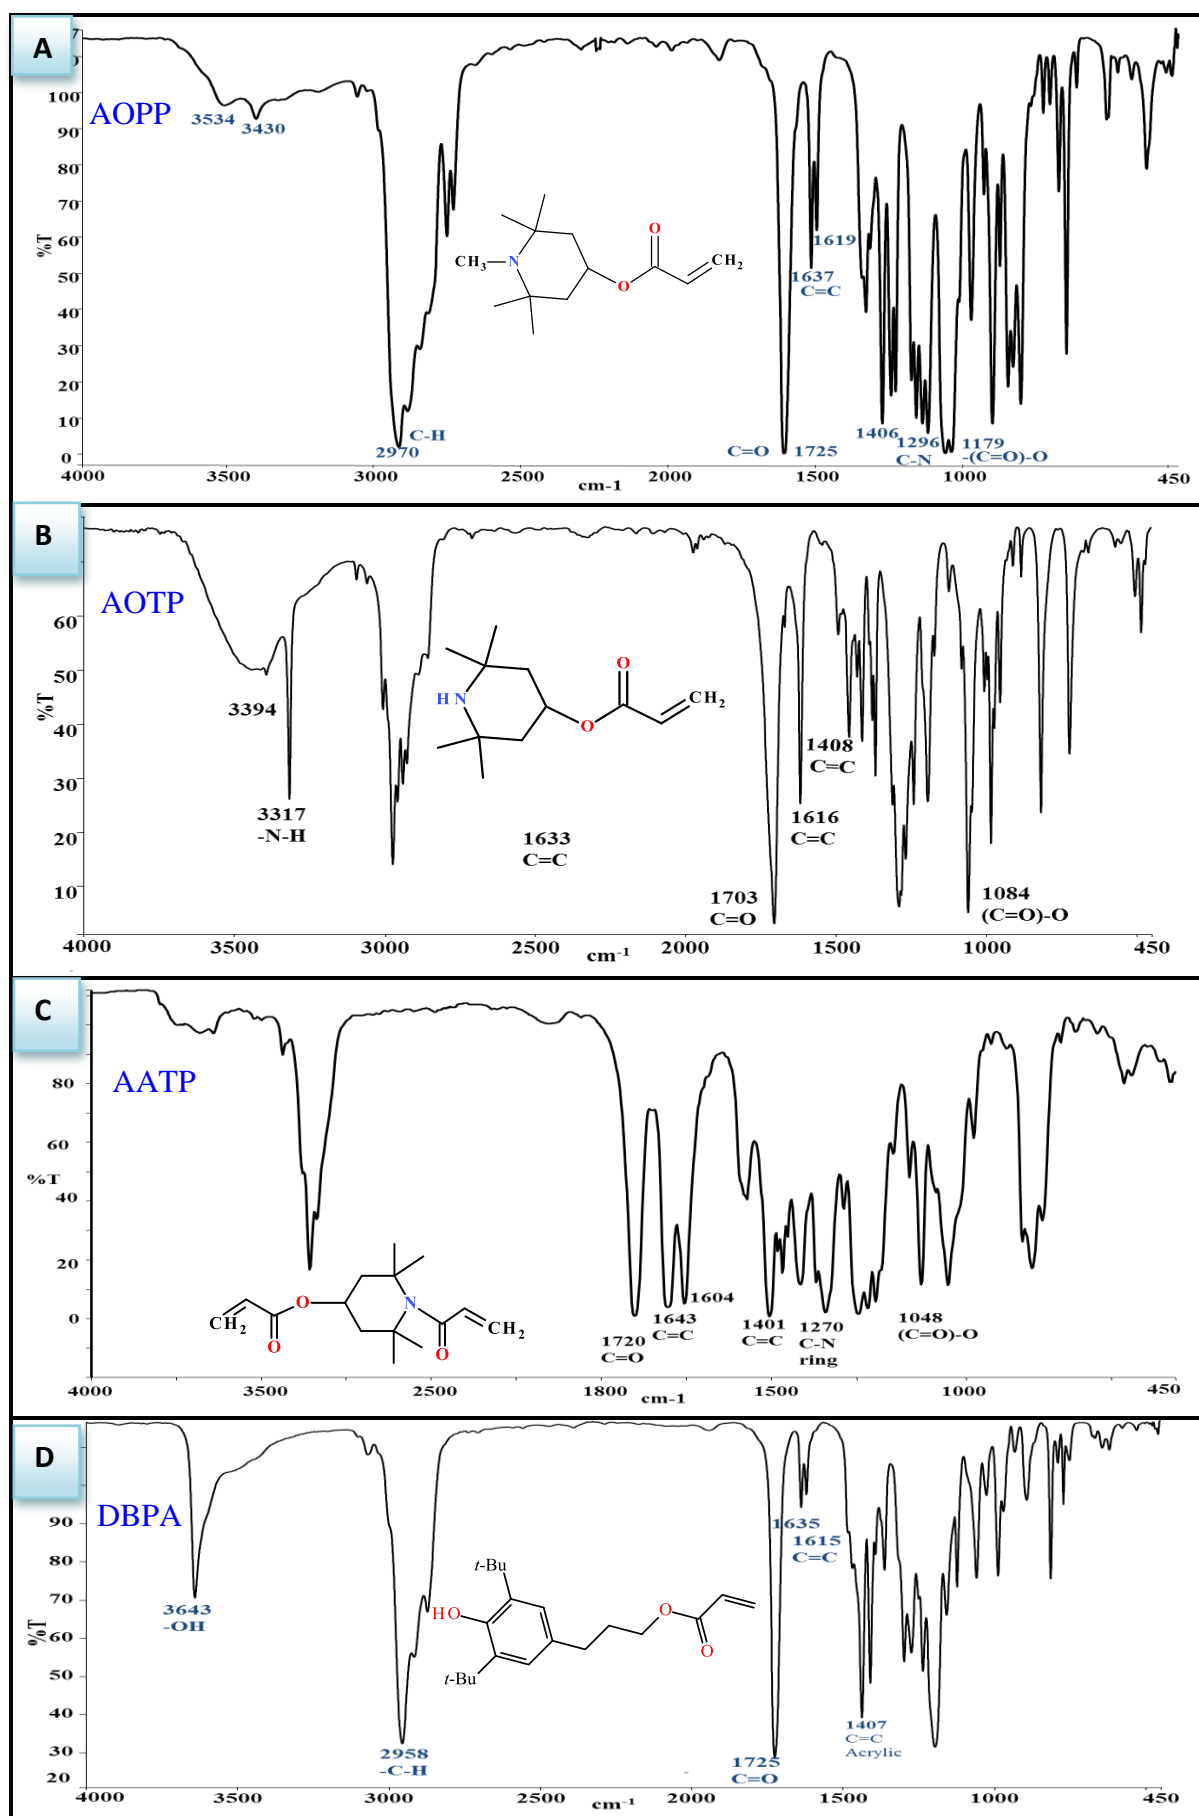 A
7
0
100
90
80
70
60
50
40
30
20
10
0
%T
AOPP
3534
3430
CH3
N
O
O
CH2
1619
1637
C=C
C-H
2970
C=O
1725
1406
1296
C-N
1179
-(C=O)-O
4000 3500 3000 2000 1500 1000 450
cm-1
B
AOTP
60
50
40
30
20
10
%T
3394
3317
-N-H
H N
O
O
CH2
1633
C=C
1408
C=C
1616
C=C
1703
C=O
1084
(C=O)-O
4000 3500 3000 2500 2000 1500 1000 450
cm-1
C
AATP
80
60
%T
40
20
0
CH2
O
O
N
O
CH2
1720
C=O
1643
C=C
1604
1401
C=C
1270
C-N
ring
1048
(C=O)-O
4000 3500 2500 1800 1500 1000 450
cm-1
D
DBPA
90
80
70
60
50
40
30
20
%T
3643
-OH
t-Bu
HO
t-Bu
O
O
1635
1615
C=C
2958
-C-H
1725
C=O
1407
C=C
Acrylic
4000 3500 3000 2500 2000 1500 1000 450
cm-1